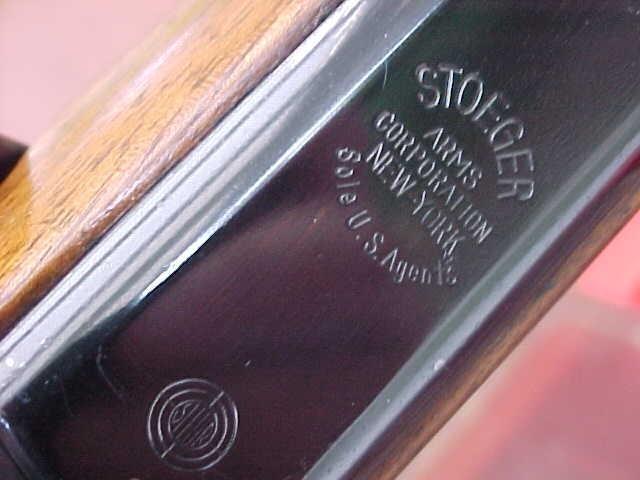 STOEGER
ARMS
CORPORATION
NEW-YORK
Sole U.S. Agents